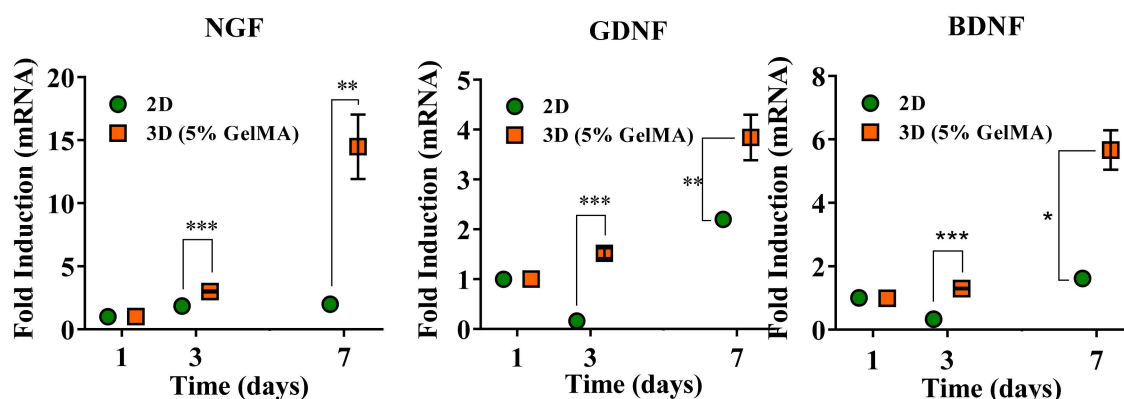 NGF
Fold Induction (mRNA)
20
15
10
5
0
2D
3D (5% GelMA)
***
**
1
3
7
Time (days)
GDNF
Fold Induction (mRNA)
5
4
3
2
1
0
2D
3D (5% GelMA)
***
**
1
3
7
Time (days)
BDNF
Fold Induction (mRNA)
8
6
4
2
0
2D
3D (5% GelMA)
***
*
1
3
7
Time (days)